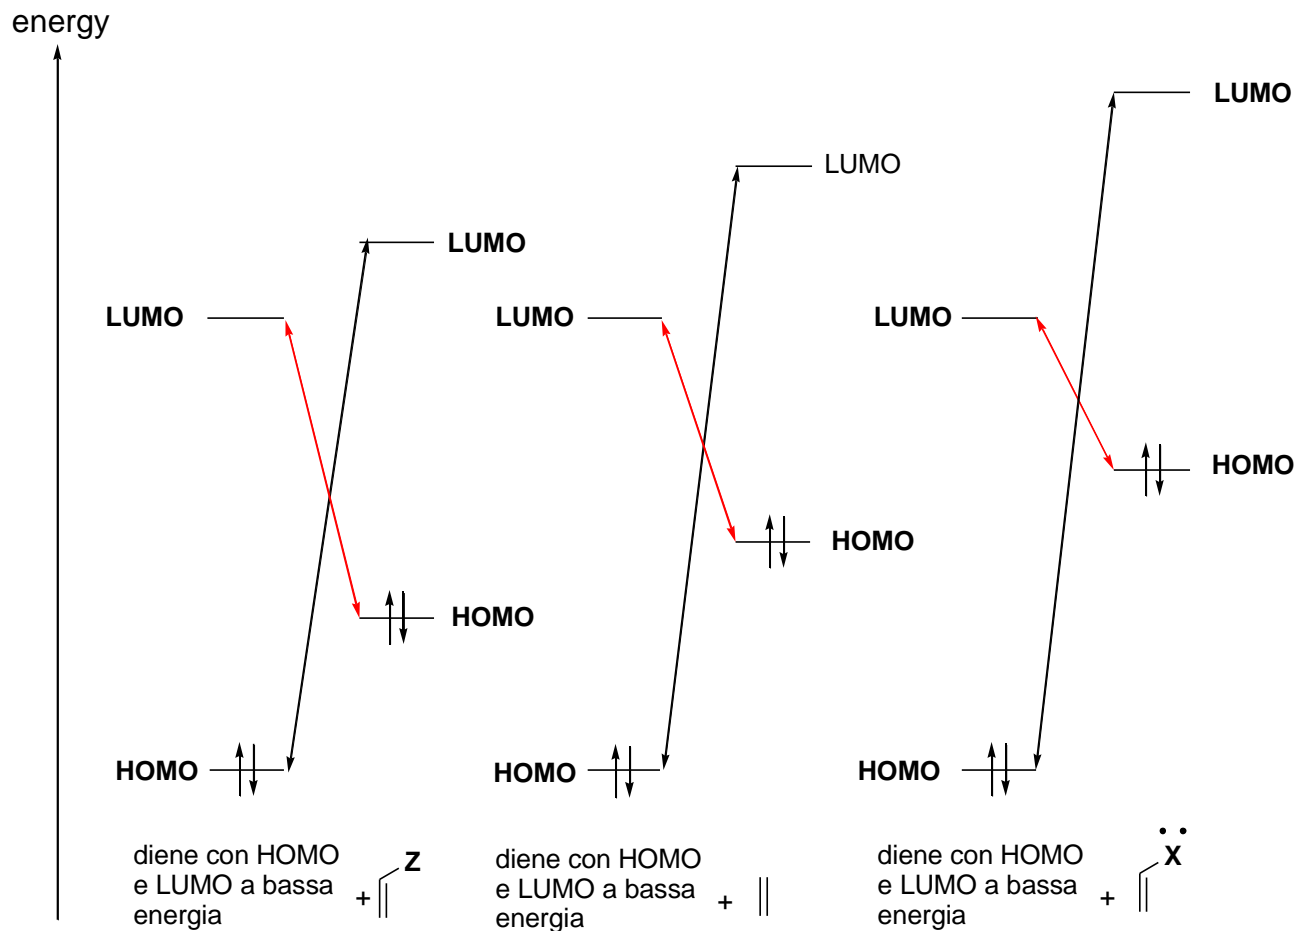 energy
LUMO
LUMO
LUMO
LUMO
LUMO
LUMO
HOMO
HOMO
HOMO
HOMO
HOMO
HOMO
diene con HOMO
e LUMO a bassa
energia
+
Z
diene con HOMO
e LUMO a bassa
energia
+
diene con HOMO
e LUMO a bassa
energia
+
X